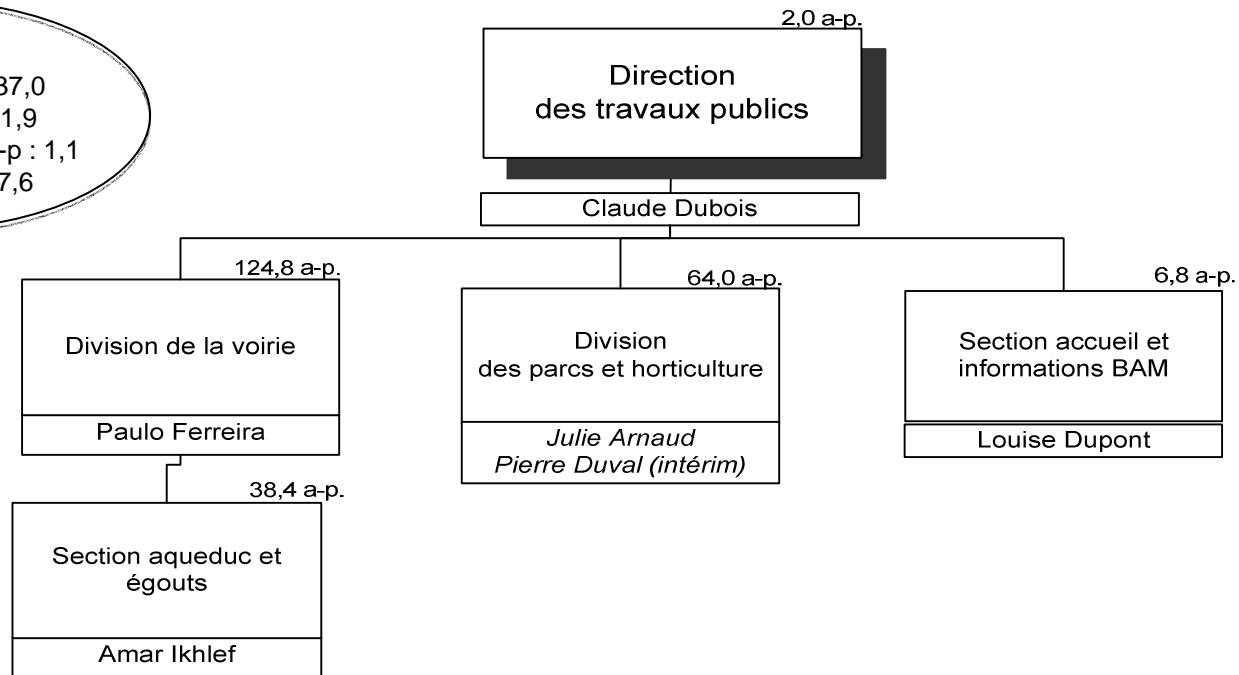 37,0
1,9
-p : 1,1
7,6
2,0 a-p.
Direction
des travaux publics
Claude Dubois
124,8 a-p.
Division de la voirie
Paulo Ferreira
64,0 a-p.
Division
des parcs et horticulture
Julie Arnaud
Pierre Duval (intérim)
6,8 a-p.
Section accueil et
informations BAM
Louise Dupont
38,4 a-p.
Section aqueduc et
égouts
Amar Ikhlef